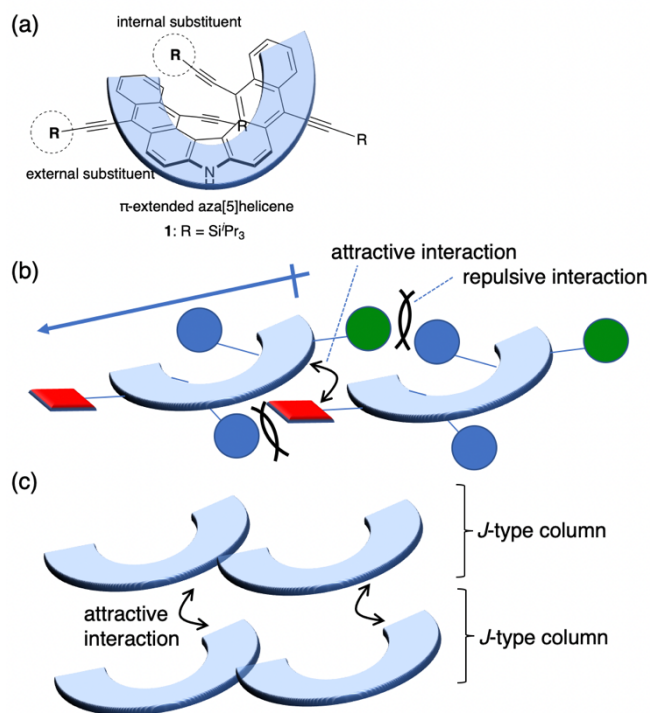 (a)
internal substituent
R
R
R
R
external substituent
N
H
π-extended aza[5]helicene
1: R = SiⁱPr₃
(b)
attractive interaction
repulsive interaction
(c)
J-type column
attractive
interaction
J-type column